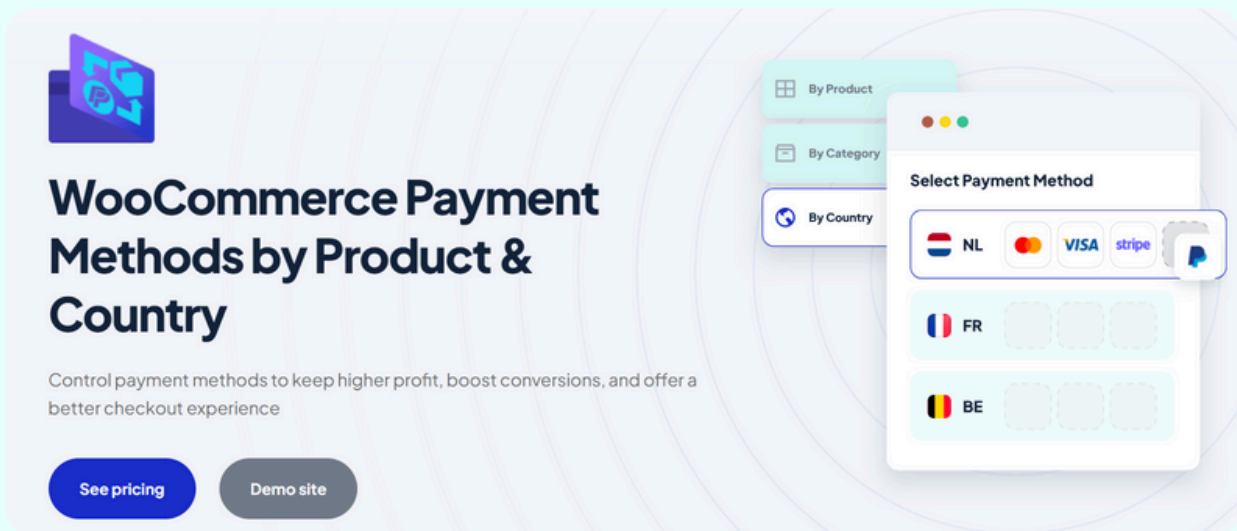 WooCommerce Payment
Methods by Product &
Country
Control payment methods to keep higher profit, boost conversions, and offer a
better checkout experience
See pricing
Demo site
By Product
By Category
By Country
Select Payment Method
NL
VISA
stripe
FR
BE